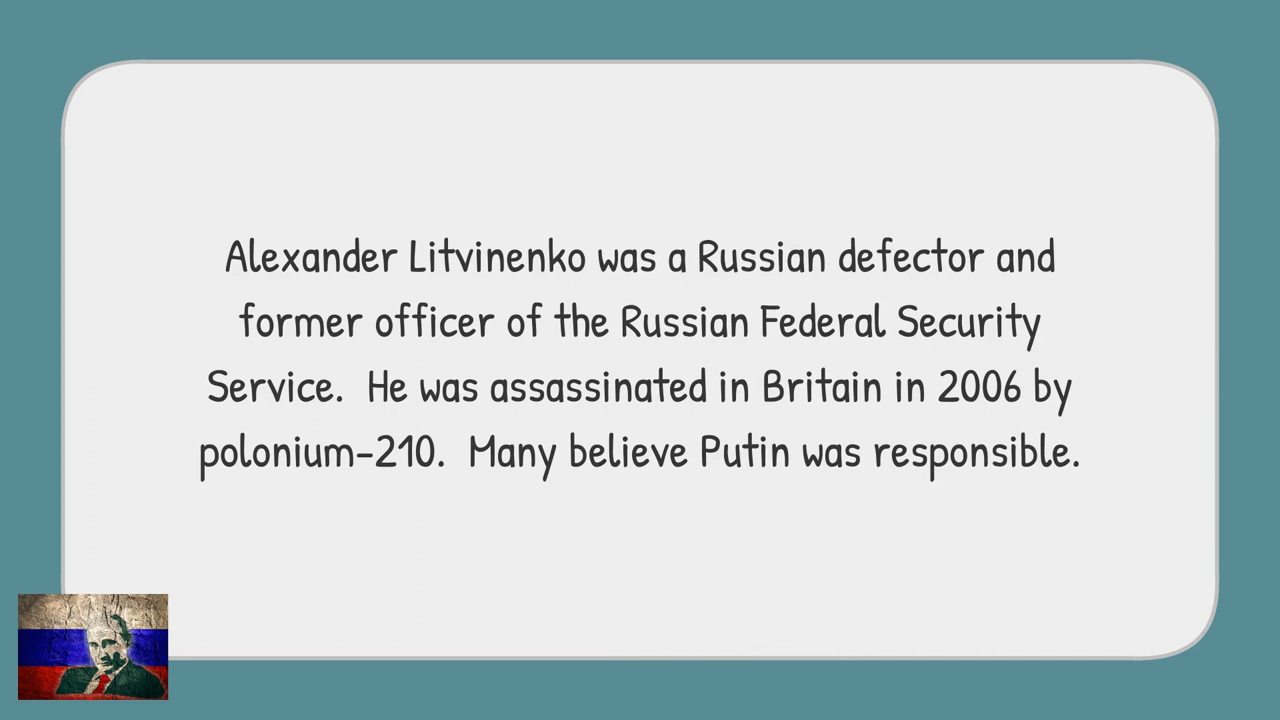 Alexander Litvinenko was a Russian defector and
former officer of the Russian Federal Security
Service.  He was assassinated in Britain in 2006 by
polonium-210.  Many believe Putin was responsible.